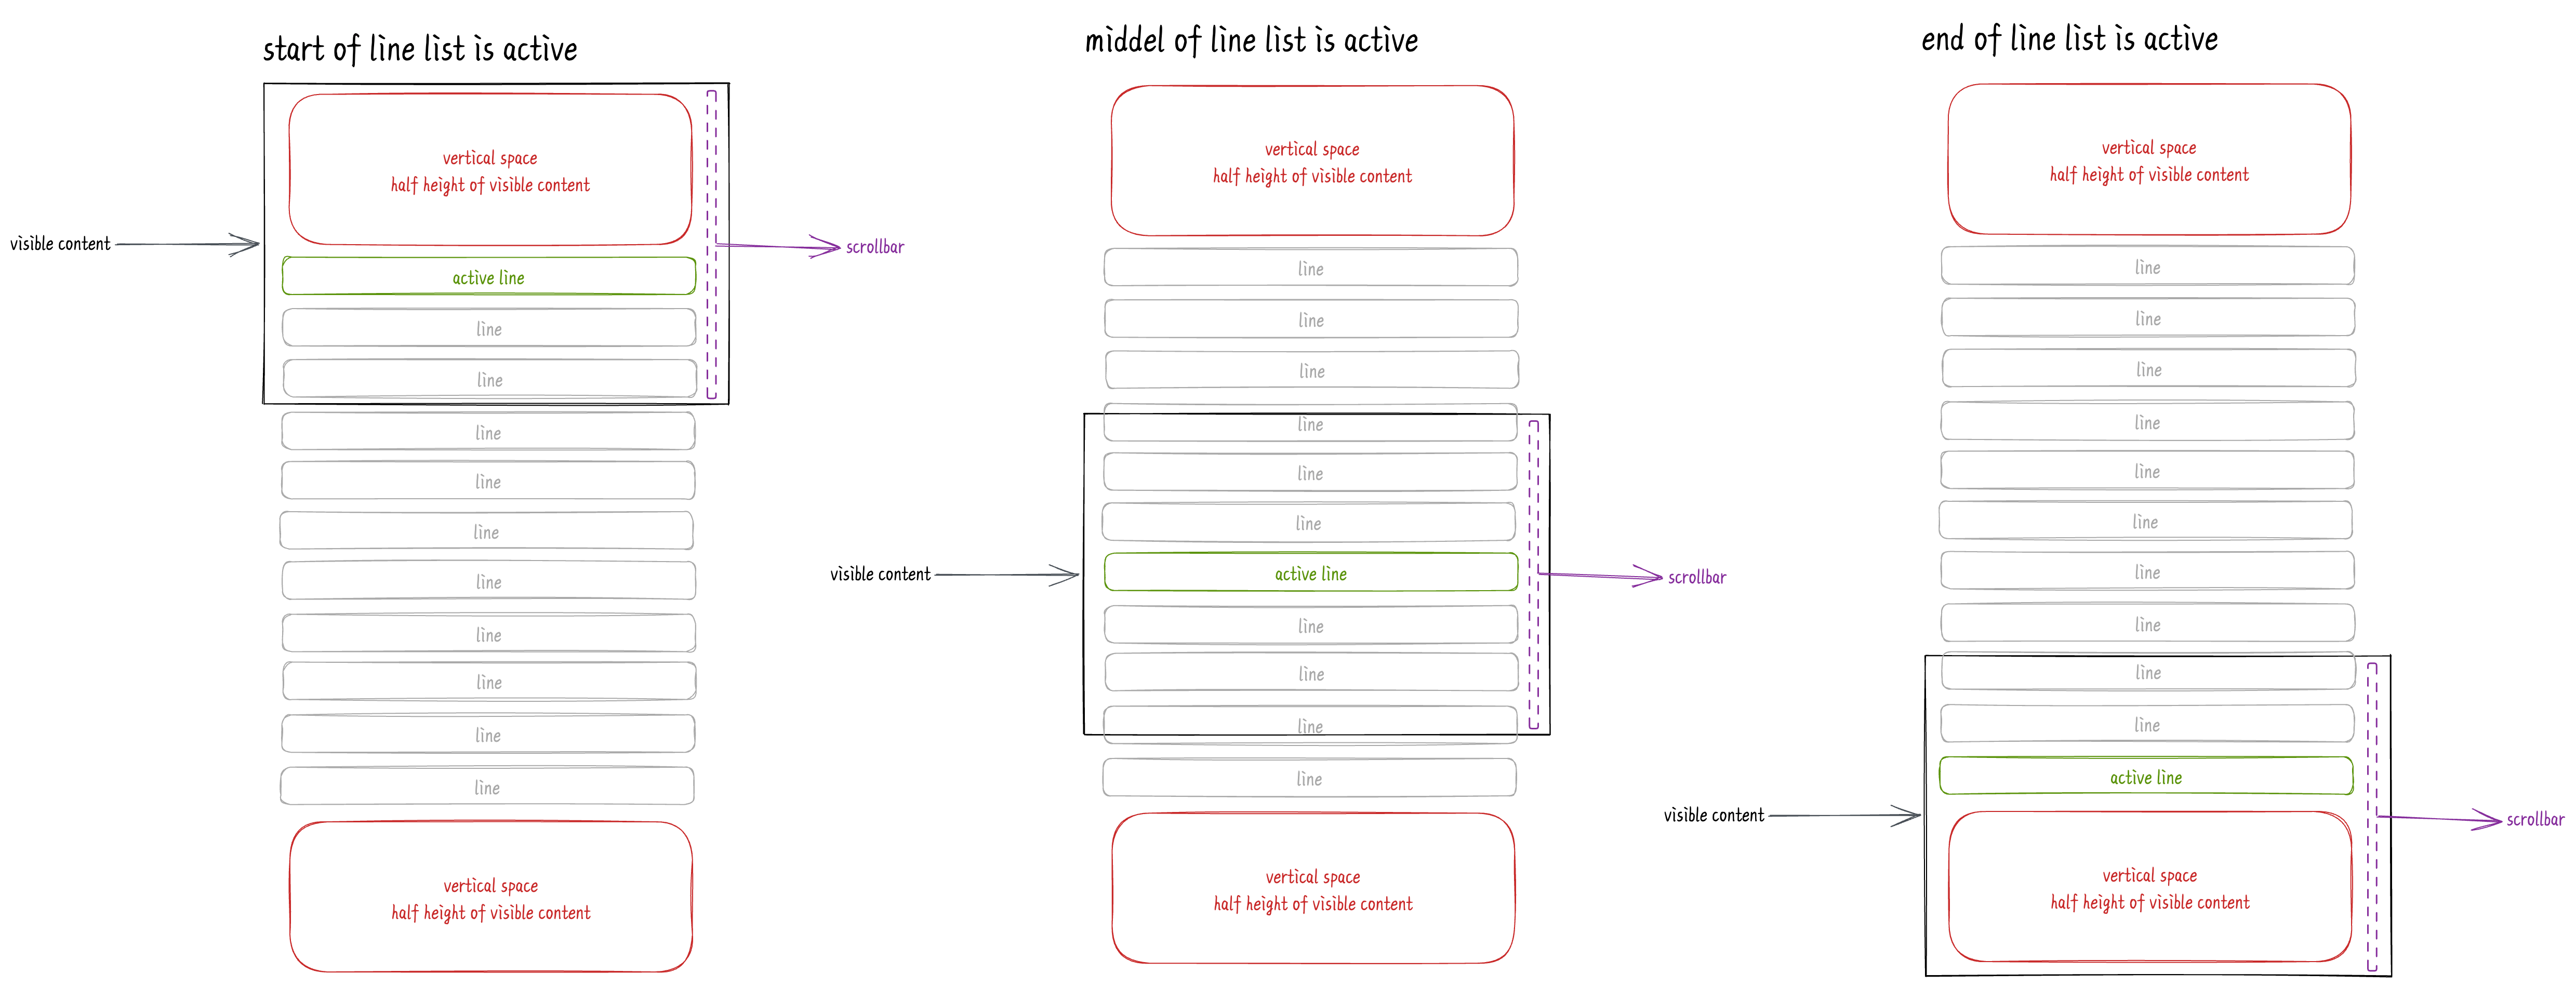 start of line list is active
vertical space
half height of visible content
visible content
scrollbar
active line
line
line
line
line
line
line
line
line
line
line
vertical space
half height of visible content
middel of line list is active
vertical space
half height of visible content
line
line
line
line
line
line
visible content
active line
scrollbar
line
line
line
line
vertical space
half height of visible content
end of line list is active
vertical space
half height of visible content
line
line
line
line
line
line
line
line
line
line
active line
visible content
scrollbar
vertical space
half height of visible content